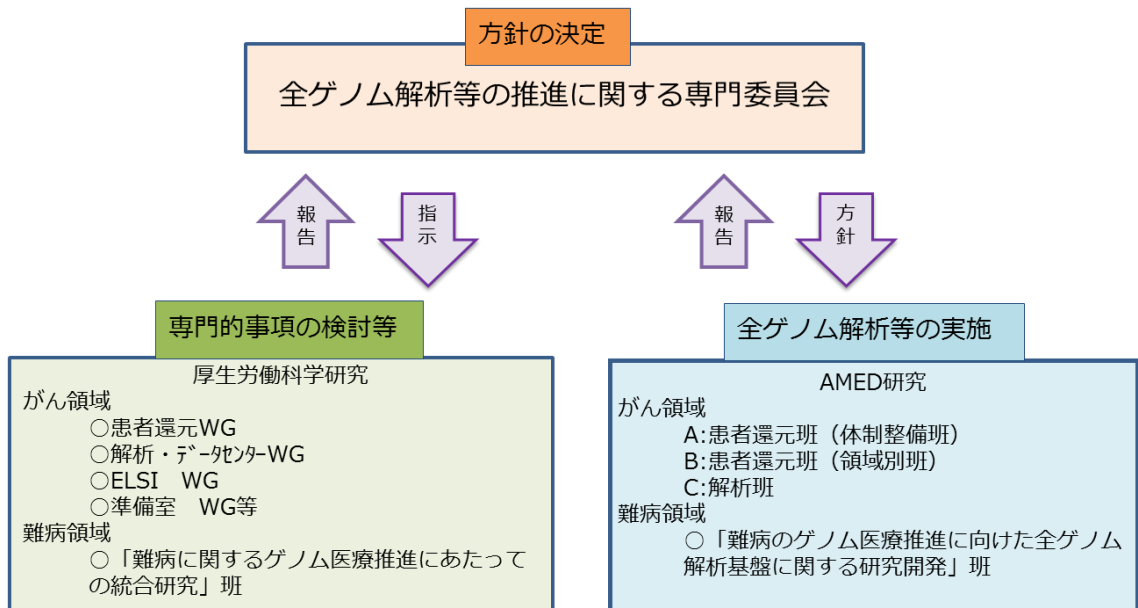 方針の決定
全ゲノム解析等の推進に関する専門委員会
報告
指示
報告
方針
専門的事項の検討等
厚生労働科学研究
がん領域
○患者還元WG
○解析・ﾃﾞｰﾀｾﾝﾀｰWG
○ELSI　WG
○準備室　WG等
難病領域
○「難病に関するゲノム医療推進にあたって
の統合研究」班
全ゲノム解析等の実施
AMED研究
がん領域
A:患者還元班（体制整備班）
B:患者還元班（領域別班）
C:解析班
難病領域
○「難病のゲノム医療推進に向けた全ゲノム
解析基盤に関する研究開発」班